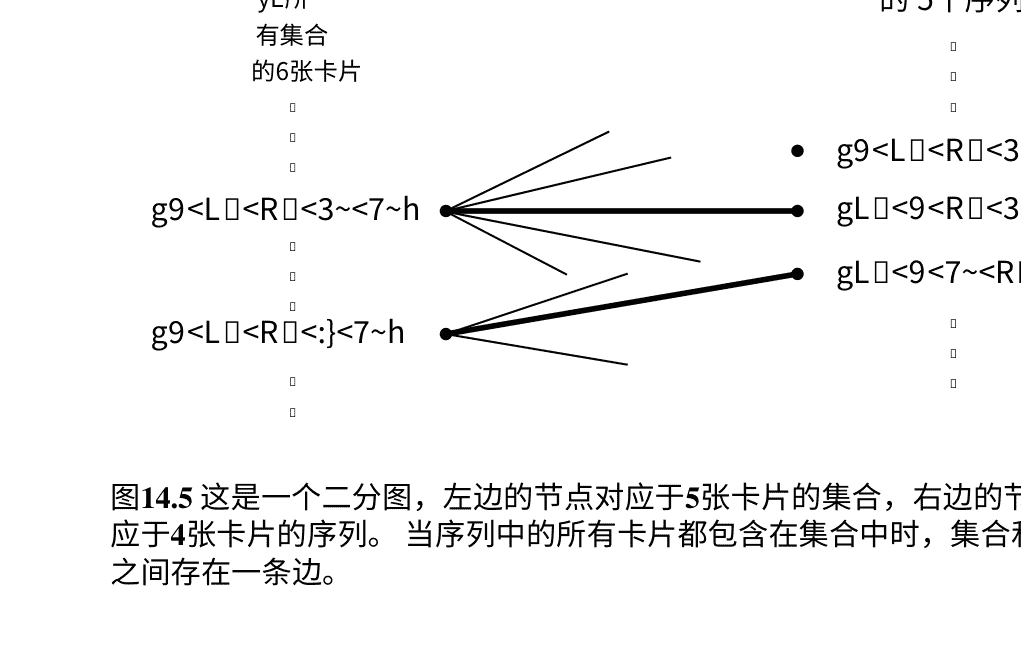 有集合
的6张卡片
g9<L▯<R▯<3~<7~h
g9<L▯<R▯<:}<7~h
g9<L▯<R▯<3
gL▯<9<R▯<3
gL▯<9<7~<R
图14.5 这是一个二分图，左边的节点对应于5张卡片的集合，右边的节
应于4张卡片的序列。 当序列中的所有卡片都包含在集合中时，集合和
之间存在一条边。